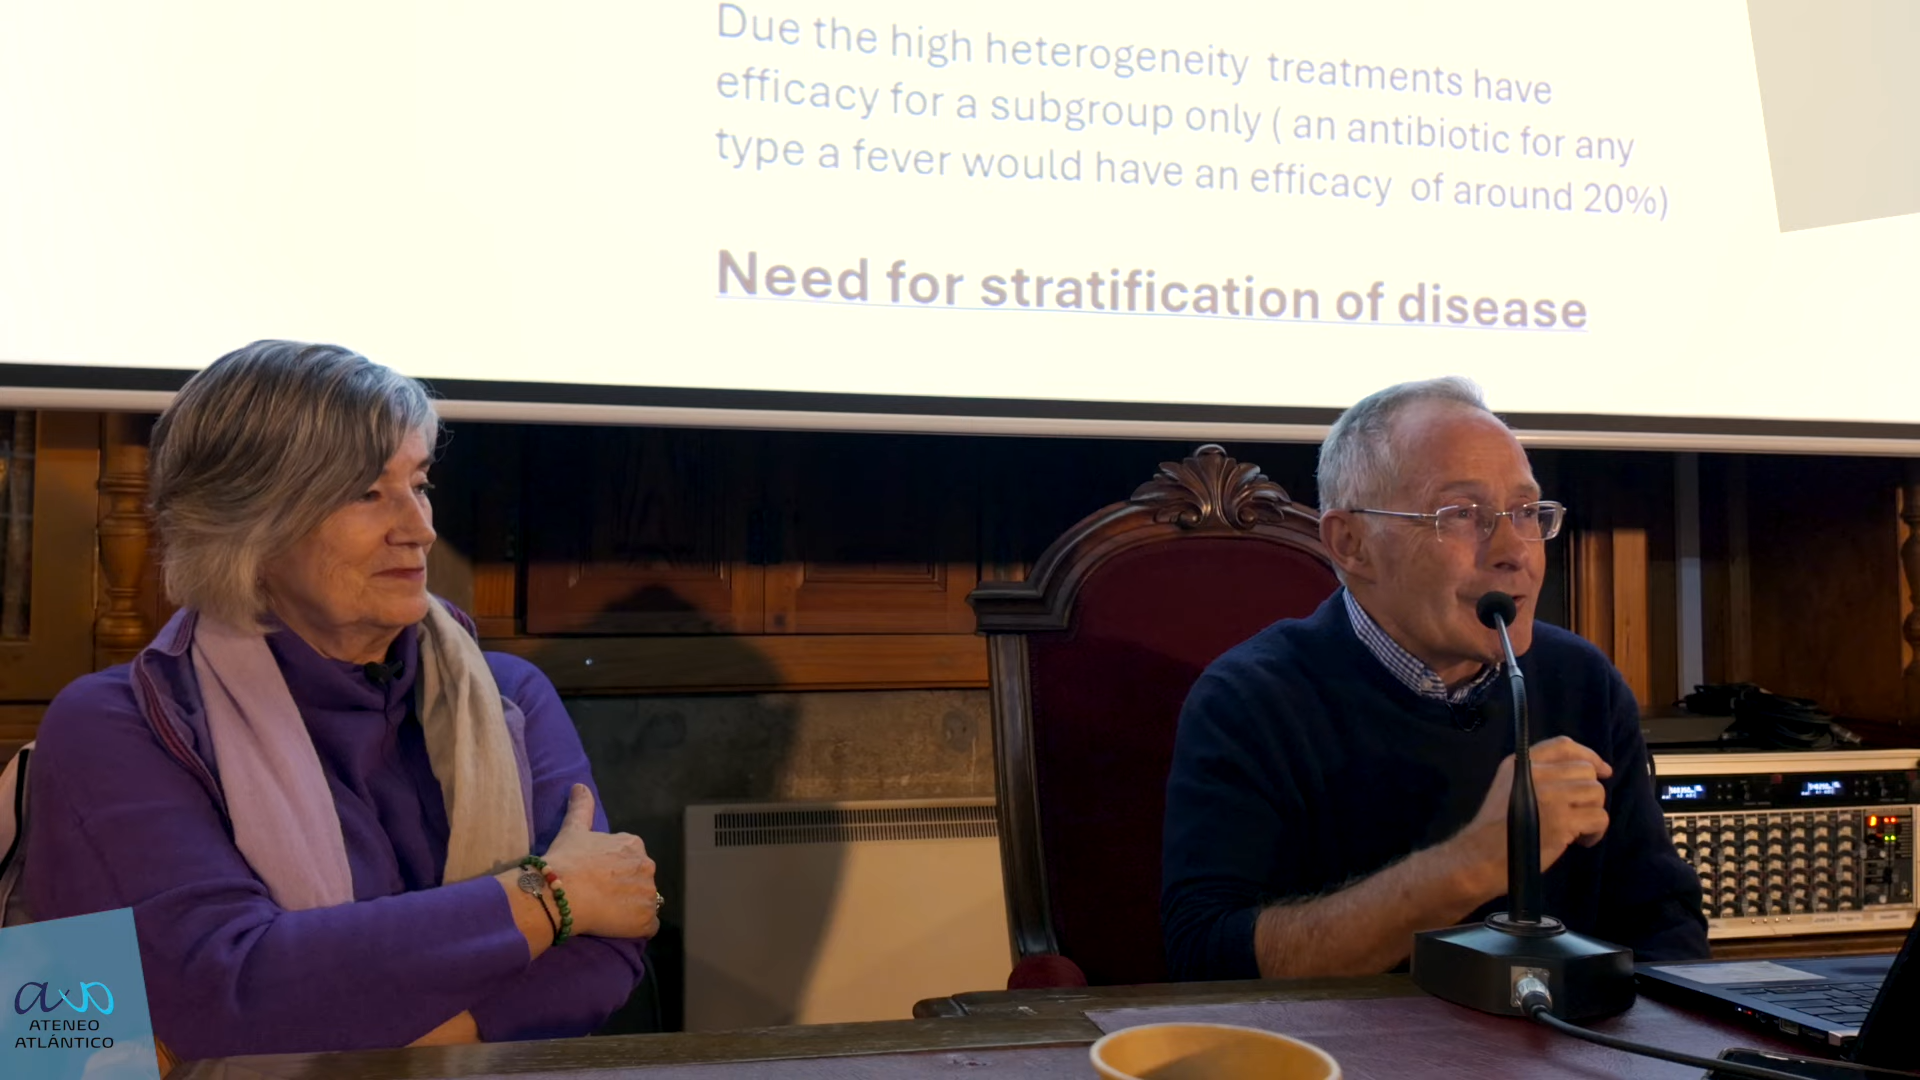 Due the high heterogeneity treatments have
efficacy for a subgroup only ( an antibiotic for any
type a fever would have an efficacy of around 20%)
Need for stratification of disease
ATENEO
ATLÁNTICO